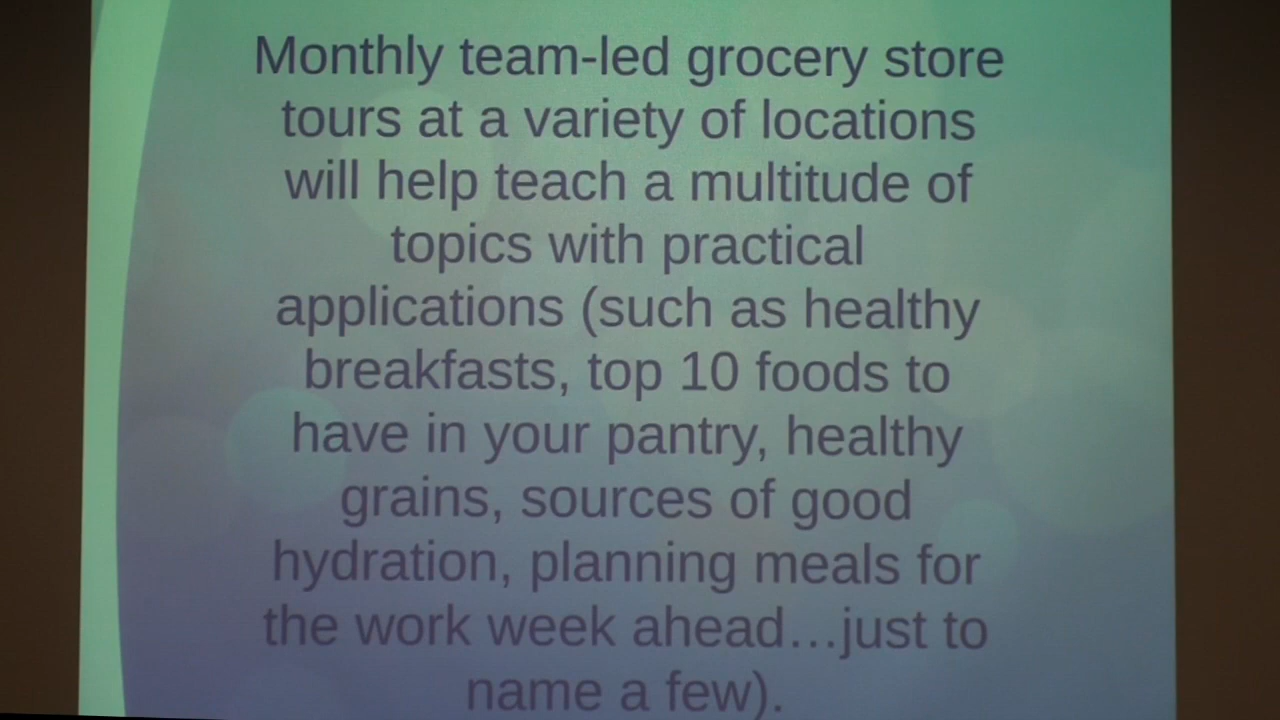 Monthly team-led grocery store
tours at a variety of locations
will help teach a multitude of
topics with practical
applications (such as healthy
breakfasts, top 10 foods to
have in your pantry, healthy
grains, sources of good
hydration, planning meals for
the work week ahead…just to
name a few).